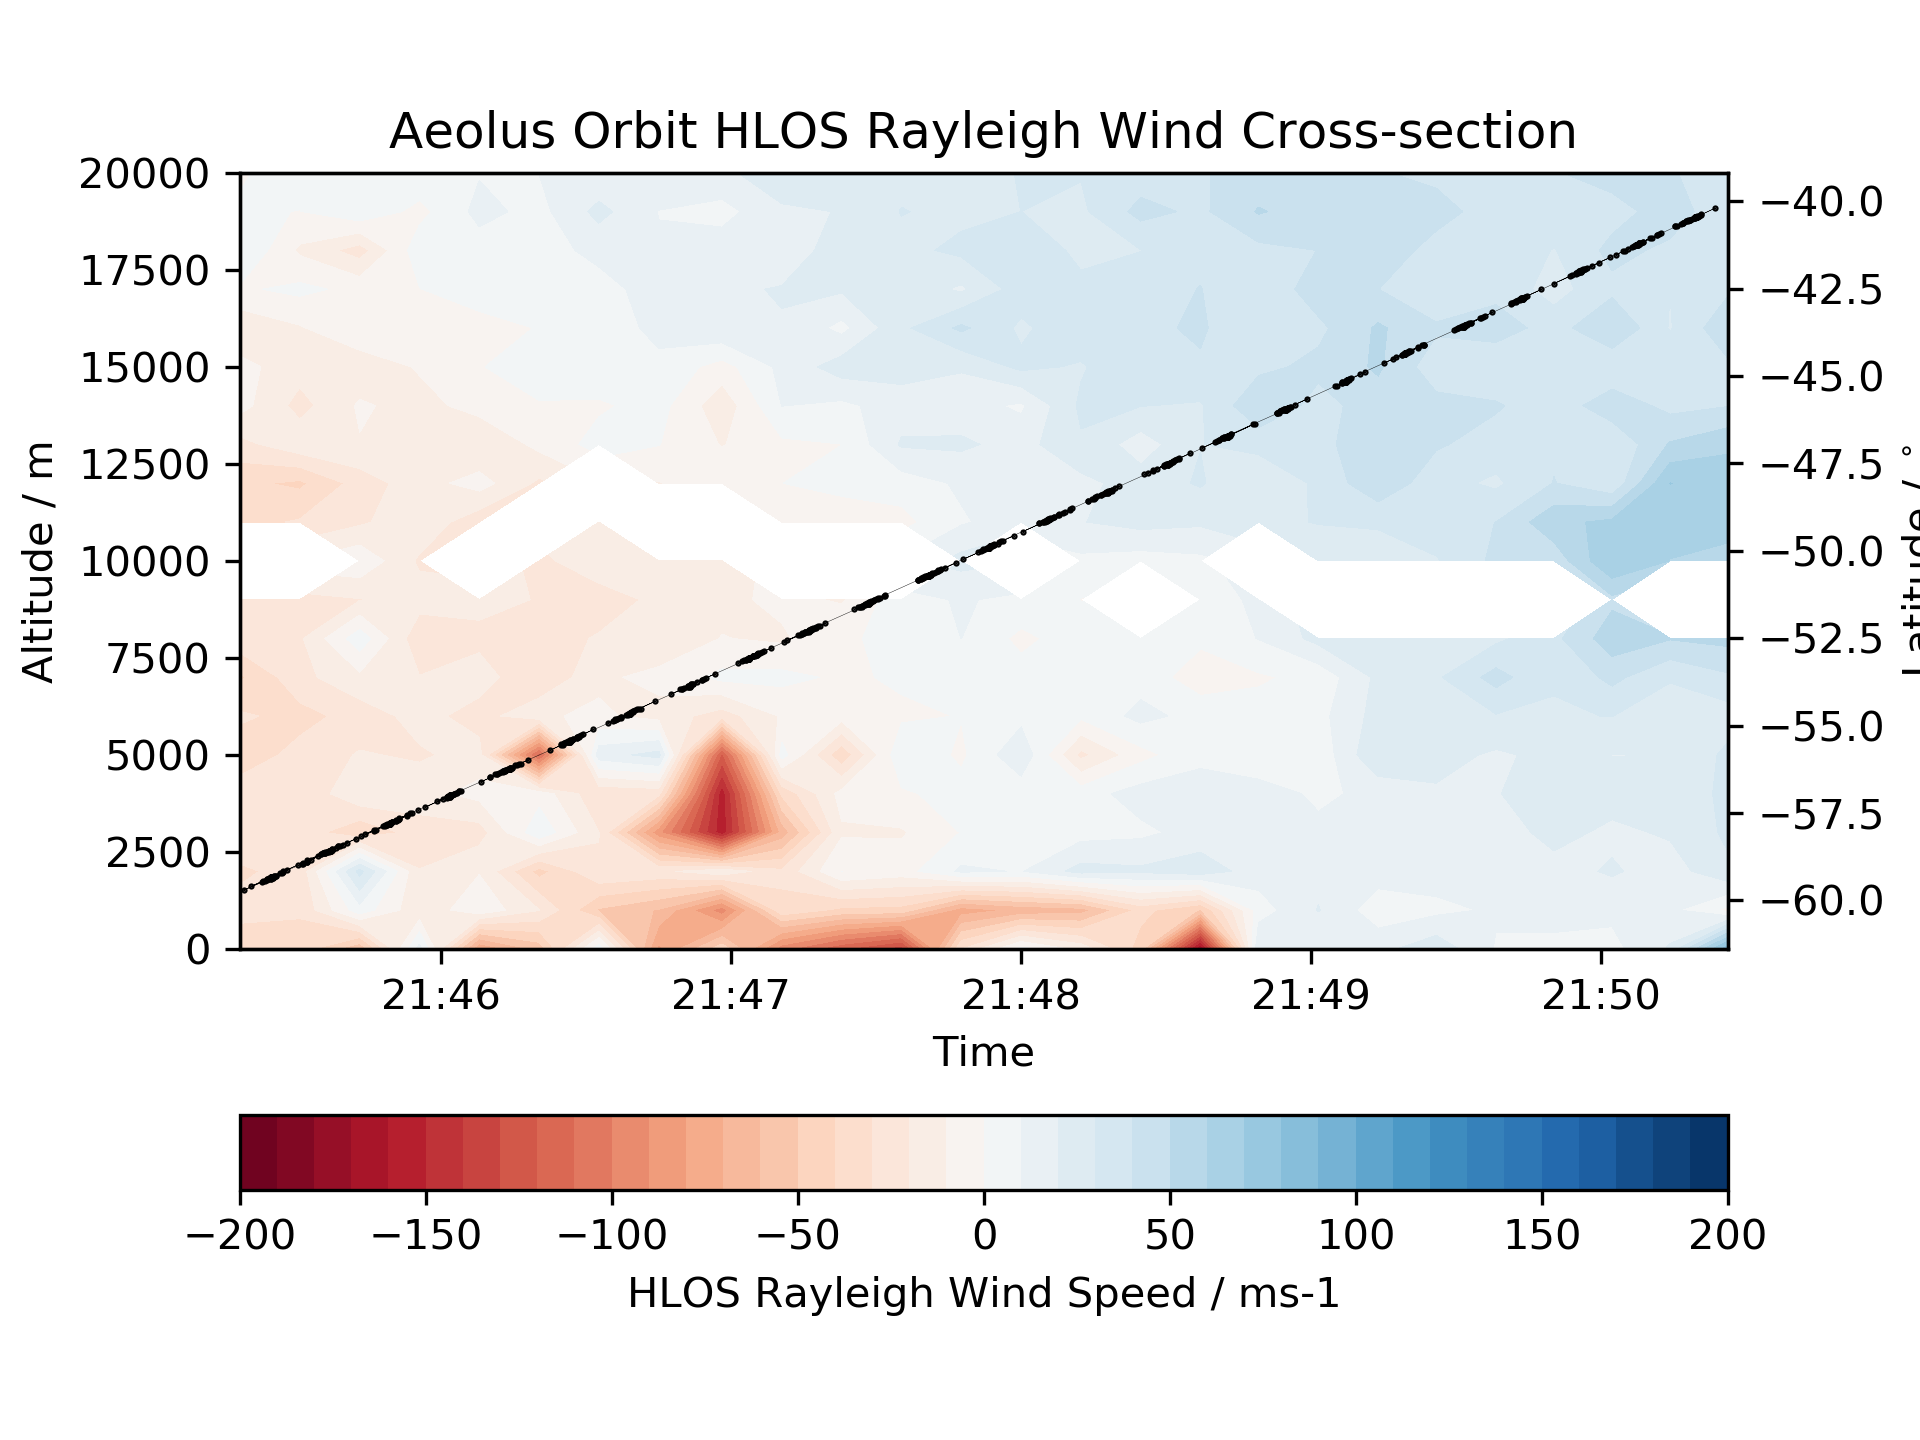 Aeolus Orbit HLOS Rayleigh Wind Cross-section
20000
17500
15000
12500
10000
7500
5000
2500
0
Altitude / m
−40.0
−42.5
−45.0
−47.5
−50.0
−52.5
−55.0
−57.5
−60.0
Latitude / °
21:46 21:47 21:48 21:49 21:50
Time
−200 −150 −100 −50 0 50 100 150 200
HLOS Rayleigh Wind Speed / ms-1